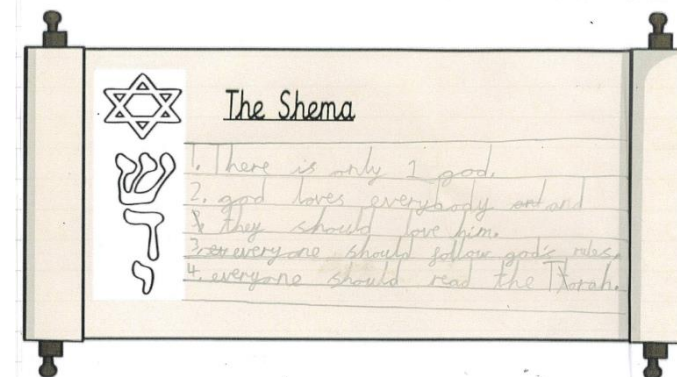 The Shema
ש
ד
י
1. There is only 1 god.
2. god loves everybody and and
they should love him.
3. everyone should follow god's rules.
4. everyone should read the Torah.